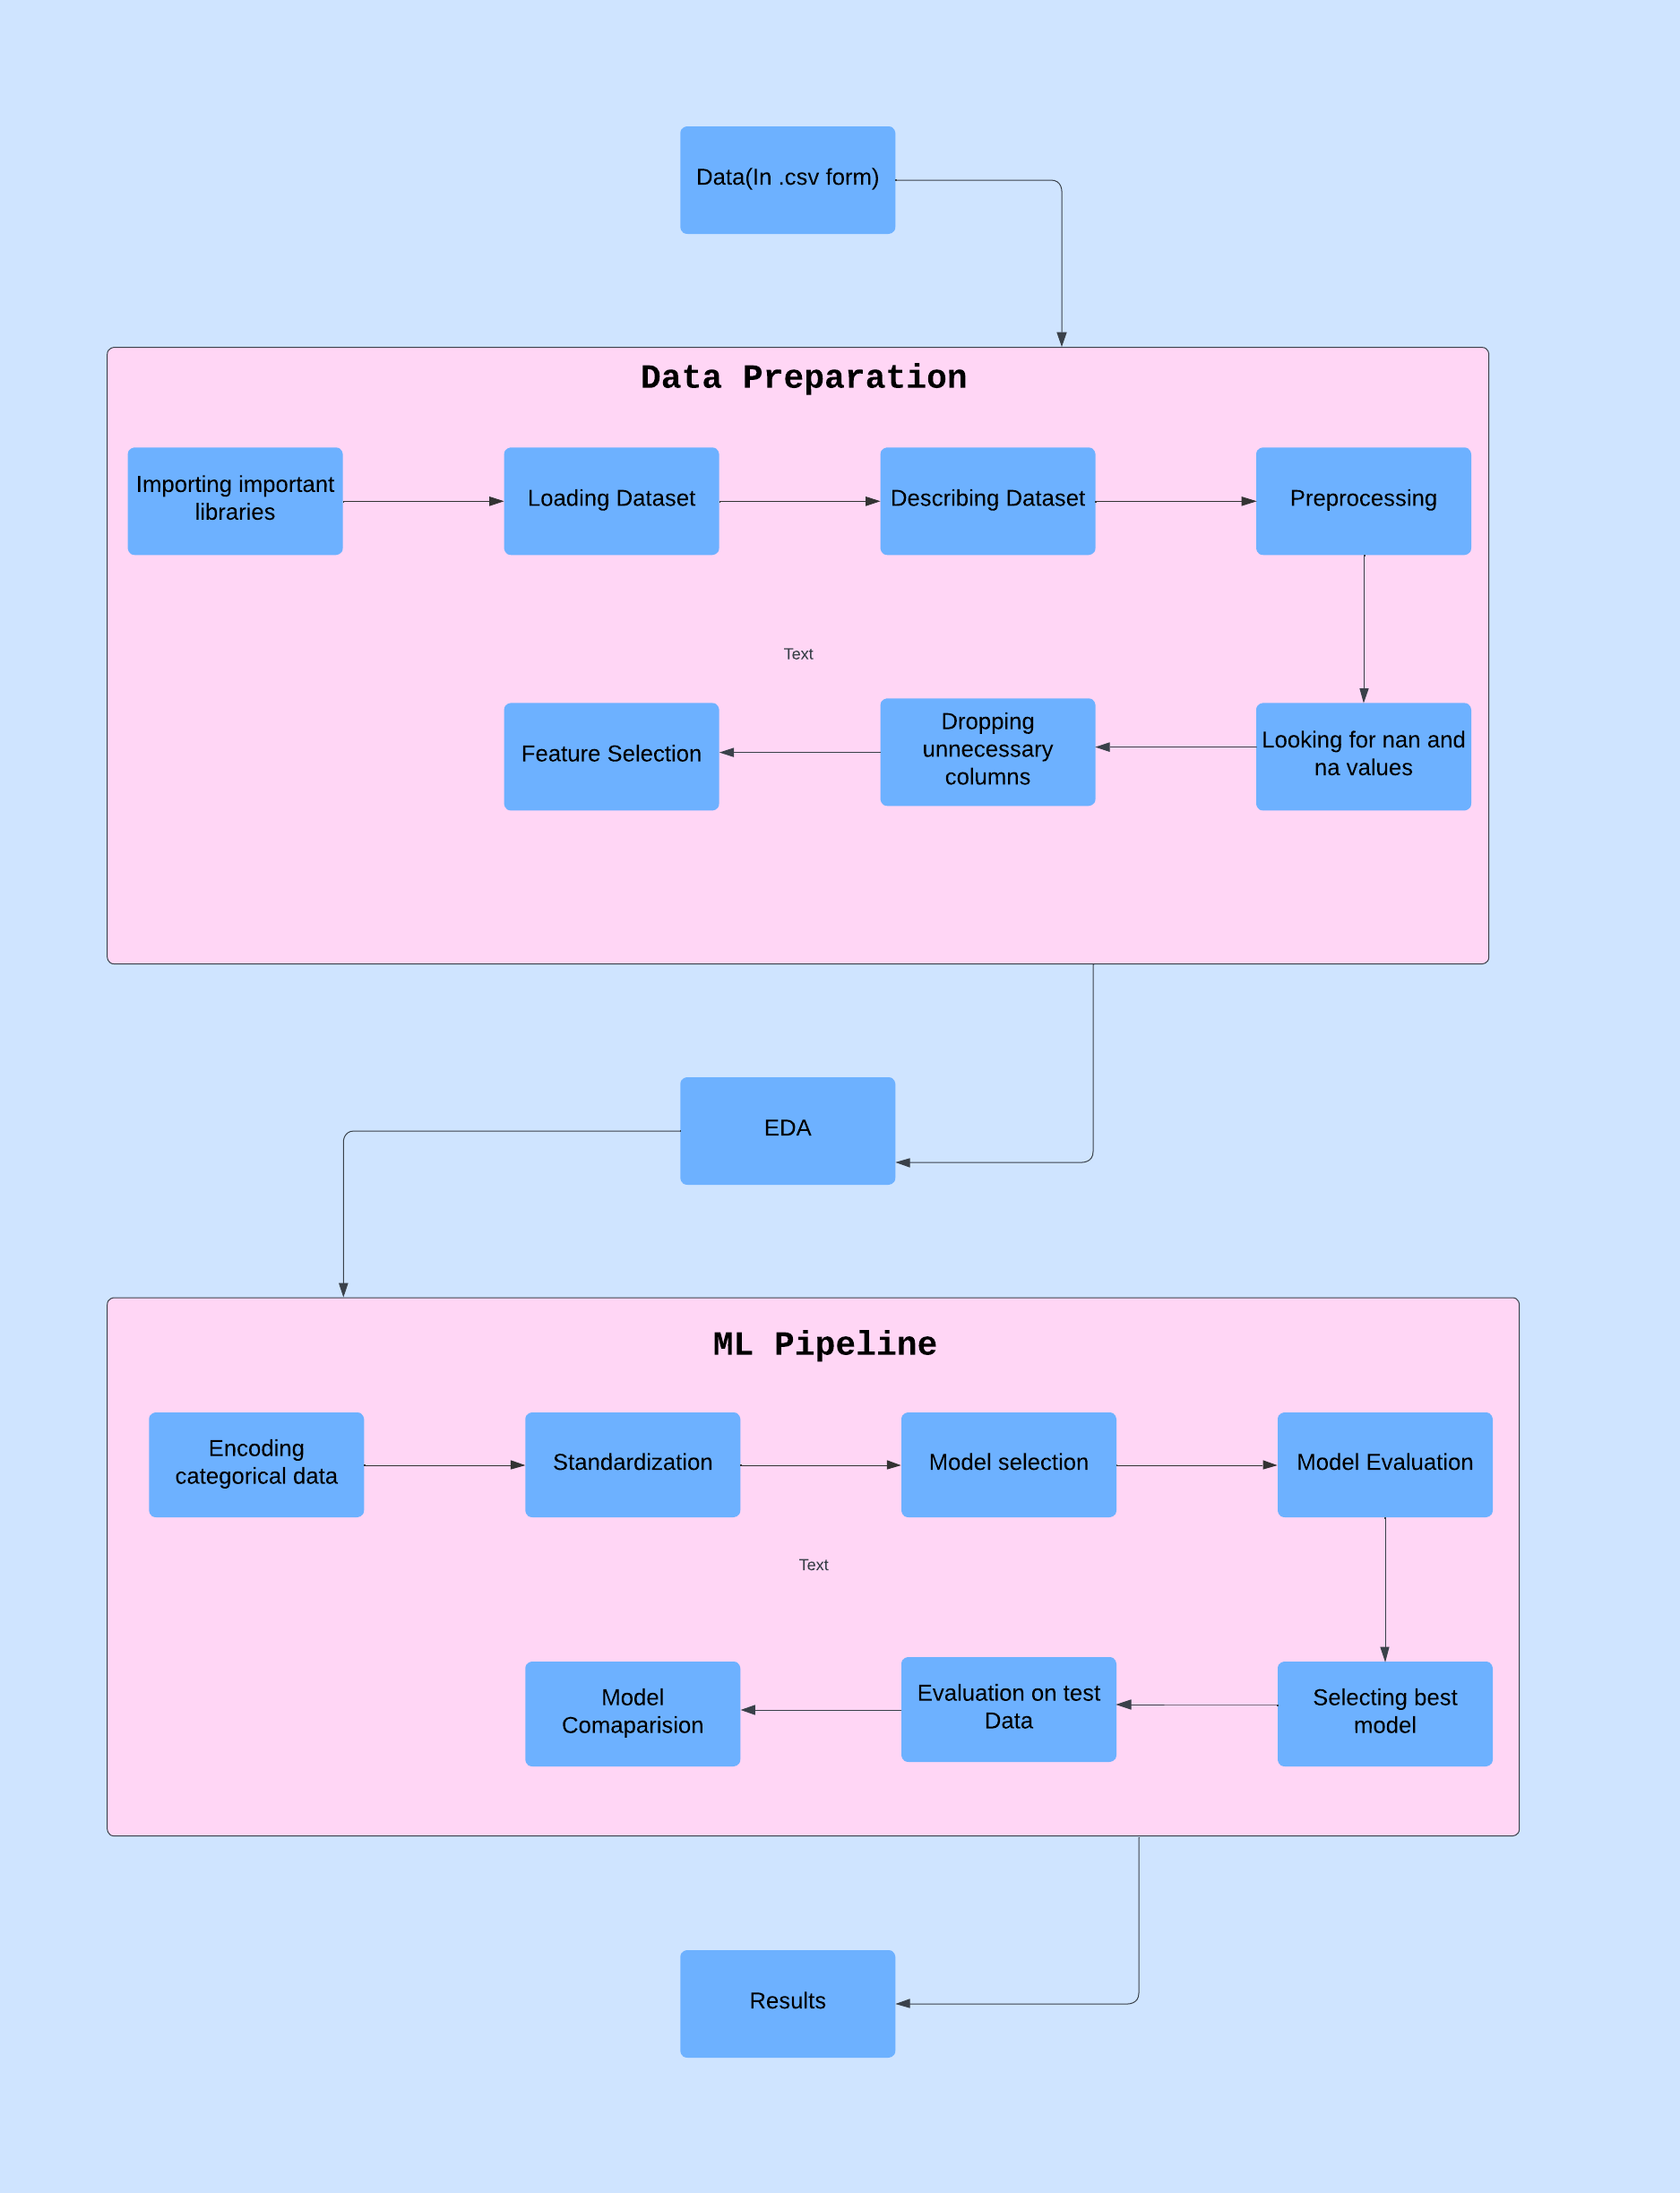 Data(In .csv form)
Data Preparation
Importing important
libraries
Loading Dataset
Describing Dataset
Preprocessing
Text
Looking for nan and
na values
Dropping
unnecessary
columns
Feature Selection
EDA
ML Pipeline
Encoding
categorical data
Standardization
Model selection
Model Evaluation
Text
Selecting best
model
Evaluation on test
Data
Model
Comaparision
Results